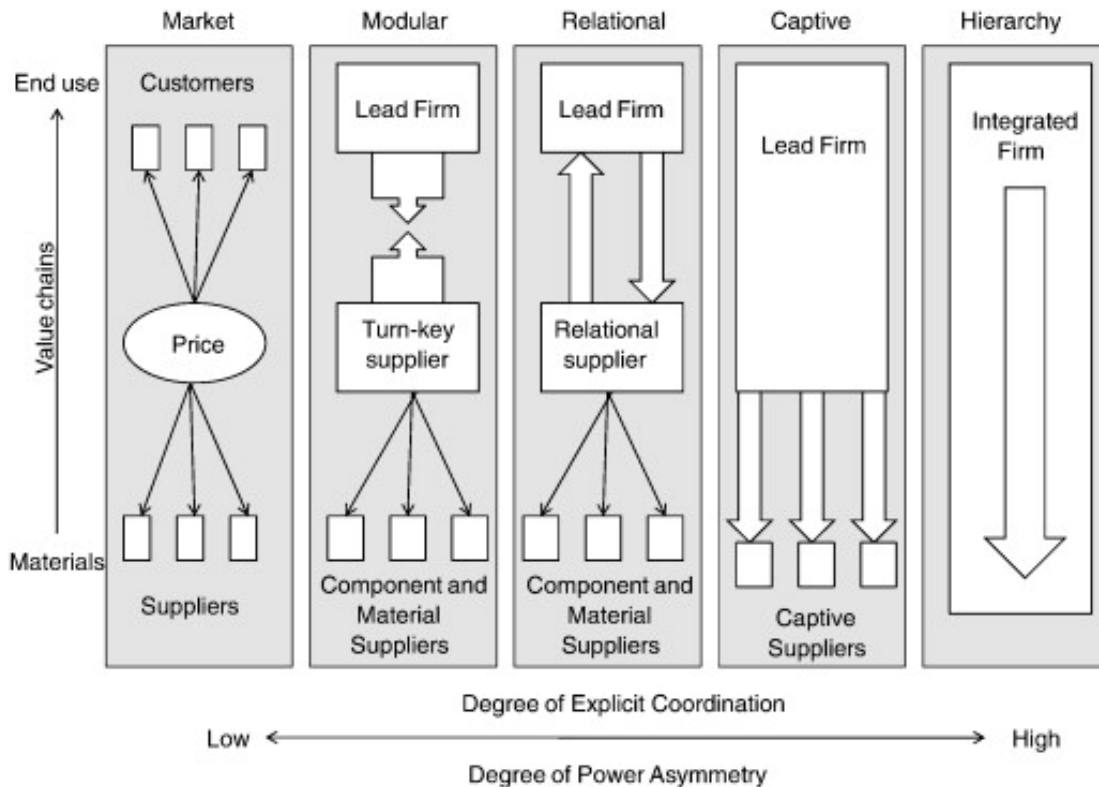 Market
Modular
Relational
Captive
Hierarchy
End use
Value chains
Materials
Customers
Price
Suppliers
Lead Firm
Turn-key
supplier
Component and
Material
Suppliers
Lead Firm
Relational
supplier
Component and
Material
Suppliers
Lead Firm
Captive
Suppliers
Integrated
Firm
Degree of Explicit Coordination
Low
High
Degree of Power Asymmetry